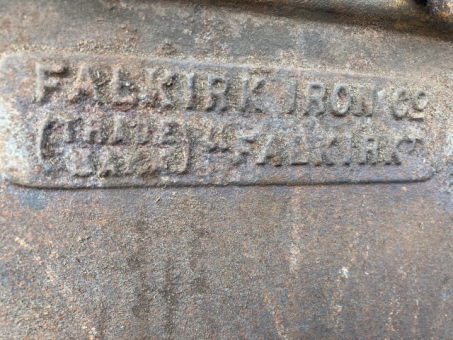 FALKIRK IRON Co
(TRADE "FALKIRK"
MARK)